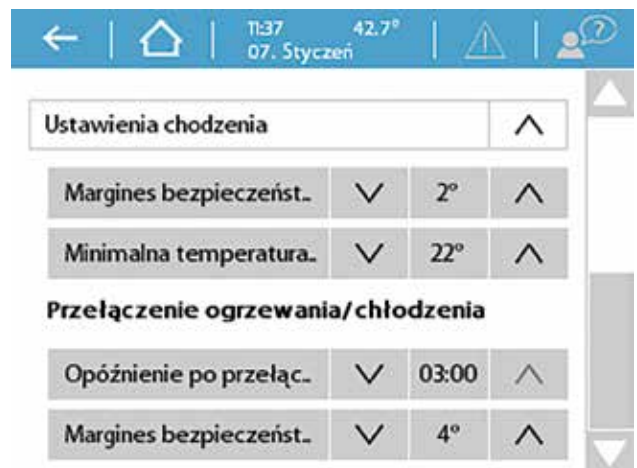 11:37 42.7°
07. Styczeń
?
Ustawienia chodzenia
Margines bezpieczeńst.. 2°
Minimalna temperatura.. 22°
Przełączenie ogrzewania/chłodzenia
Opóźnienie po przełąc.. 03:00
Margines bezpieczeńst.. 4°